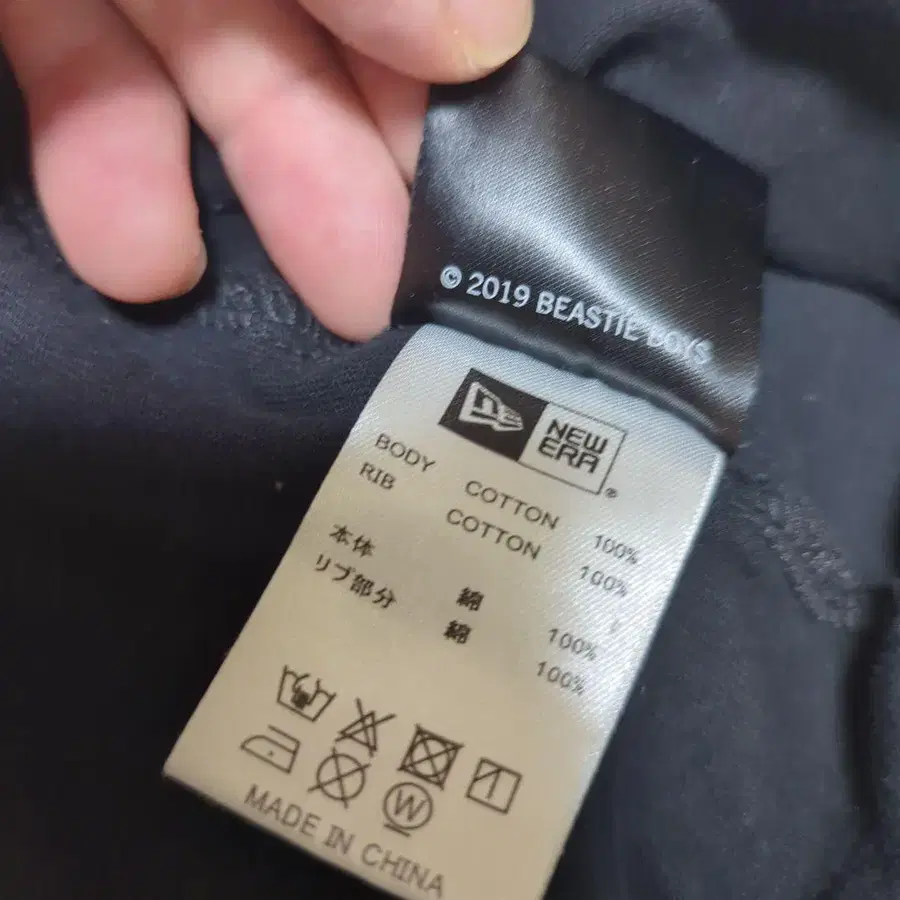 © 2019 BEASTIE BOYS
NEW
ERA
®
BODY COTTON 100%
RIB COTTON 100%
本体 綿 100%
リブ部分 綿 100%
W
MADE IN CHINA